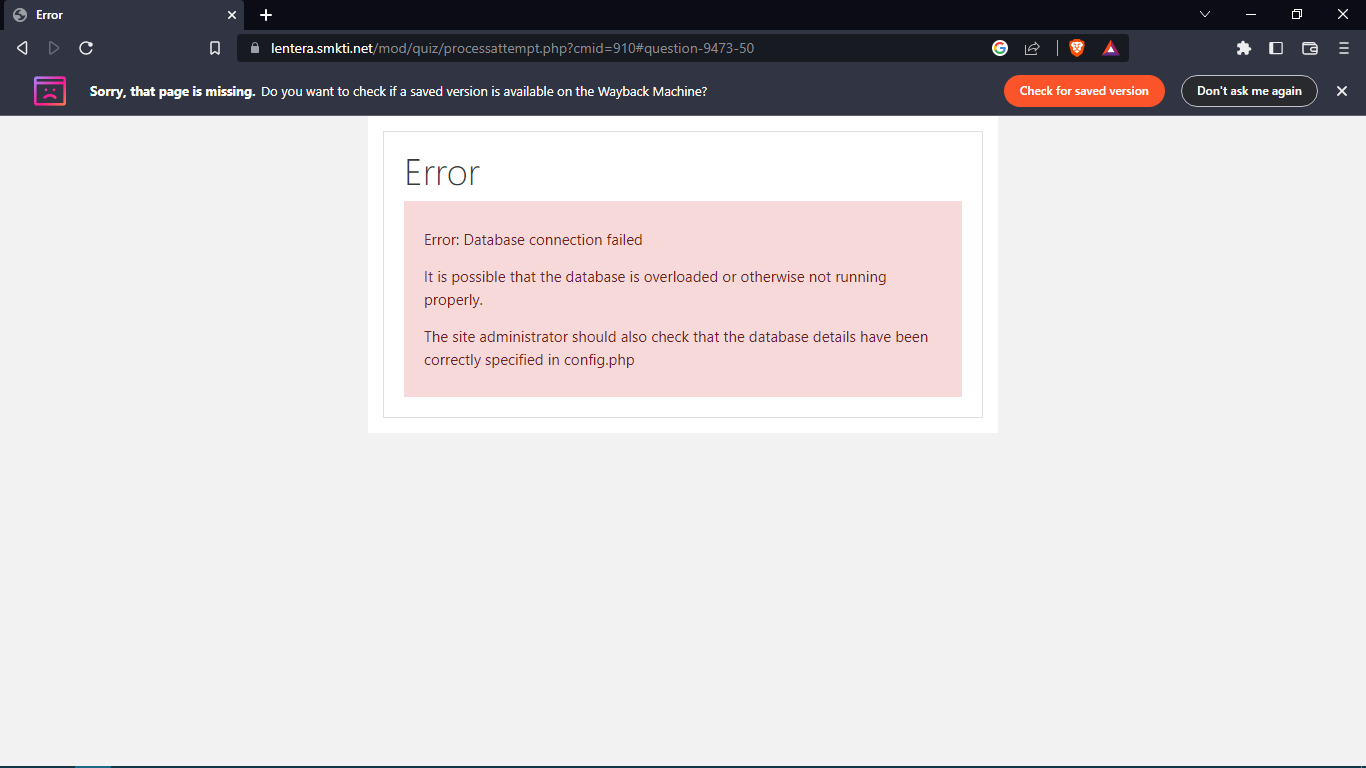 Error
lentera.smkti.net/mod/quiz/processattempt.php?cmid=910#question-9473-50
Sorry, that page is missing. Do you want to check if a saved version is available on the Wayback Machine?
Check for saved version
Don't ask me again
Error
Error: Database connection failed
It is possible that the database is overloaded or otherwise not running
properly.
The site administrator should also check that the database details have been
correctly specified in config.php